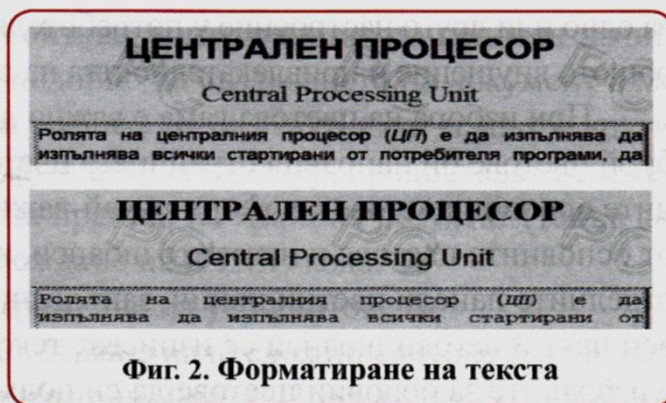 ЦЕНТРАЛЕН ПРОЦЕСОР
Central Processing Unit
Ролята на централния процесор (ЦП) е да изпълнява да
изпълнява всички стартирани от потребителя програми, да
ЦЕНТРАЛЕН ПРОЦЕСОР
Central Processing Unit
Ролята на централния процесор (ЦП) е да
изпълнява да изпълнява всички стартирани от
Фиг. 2. Форматиране на текста